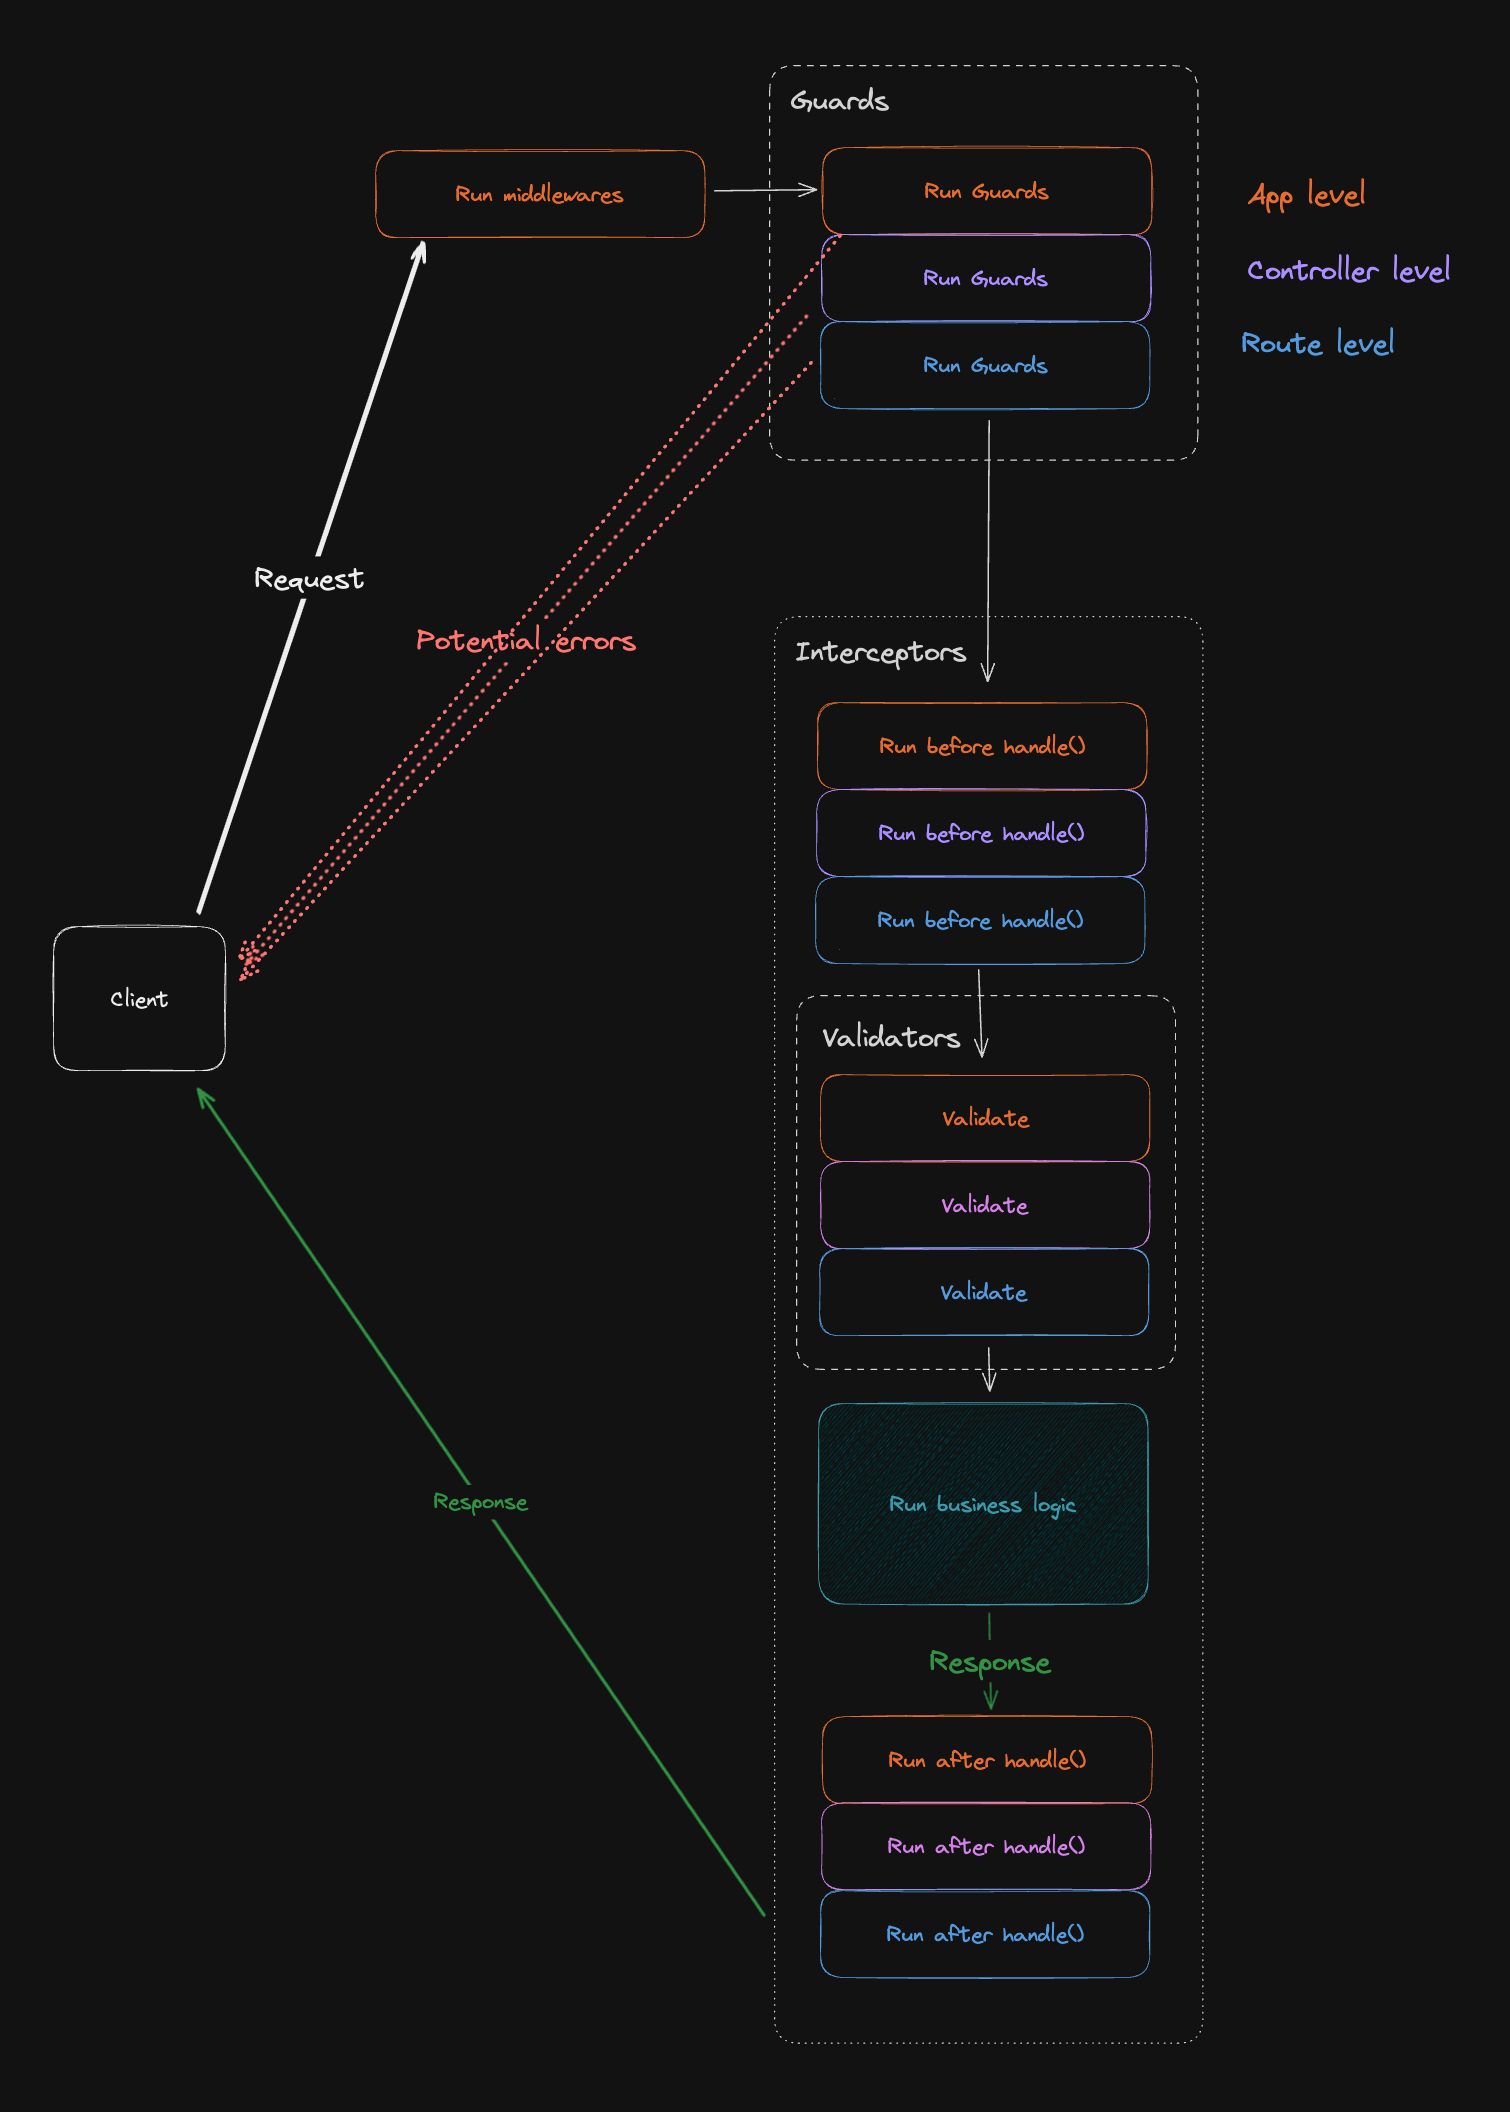 Guards
Run middlewares
Run Guards
App level
Run Guards
Controller level
Run Guards
Route level
Request
Potential errors
Interceptors
Run before handle()
Run before handle()
Run before handle()
Client
Validators
Validate
Validate
Validate
Run business logic
Response
Response
Run after handle()
Run after handle()
Run after handle()